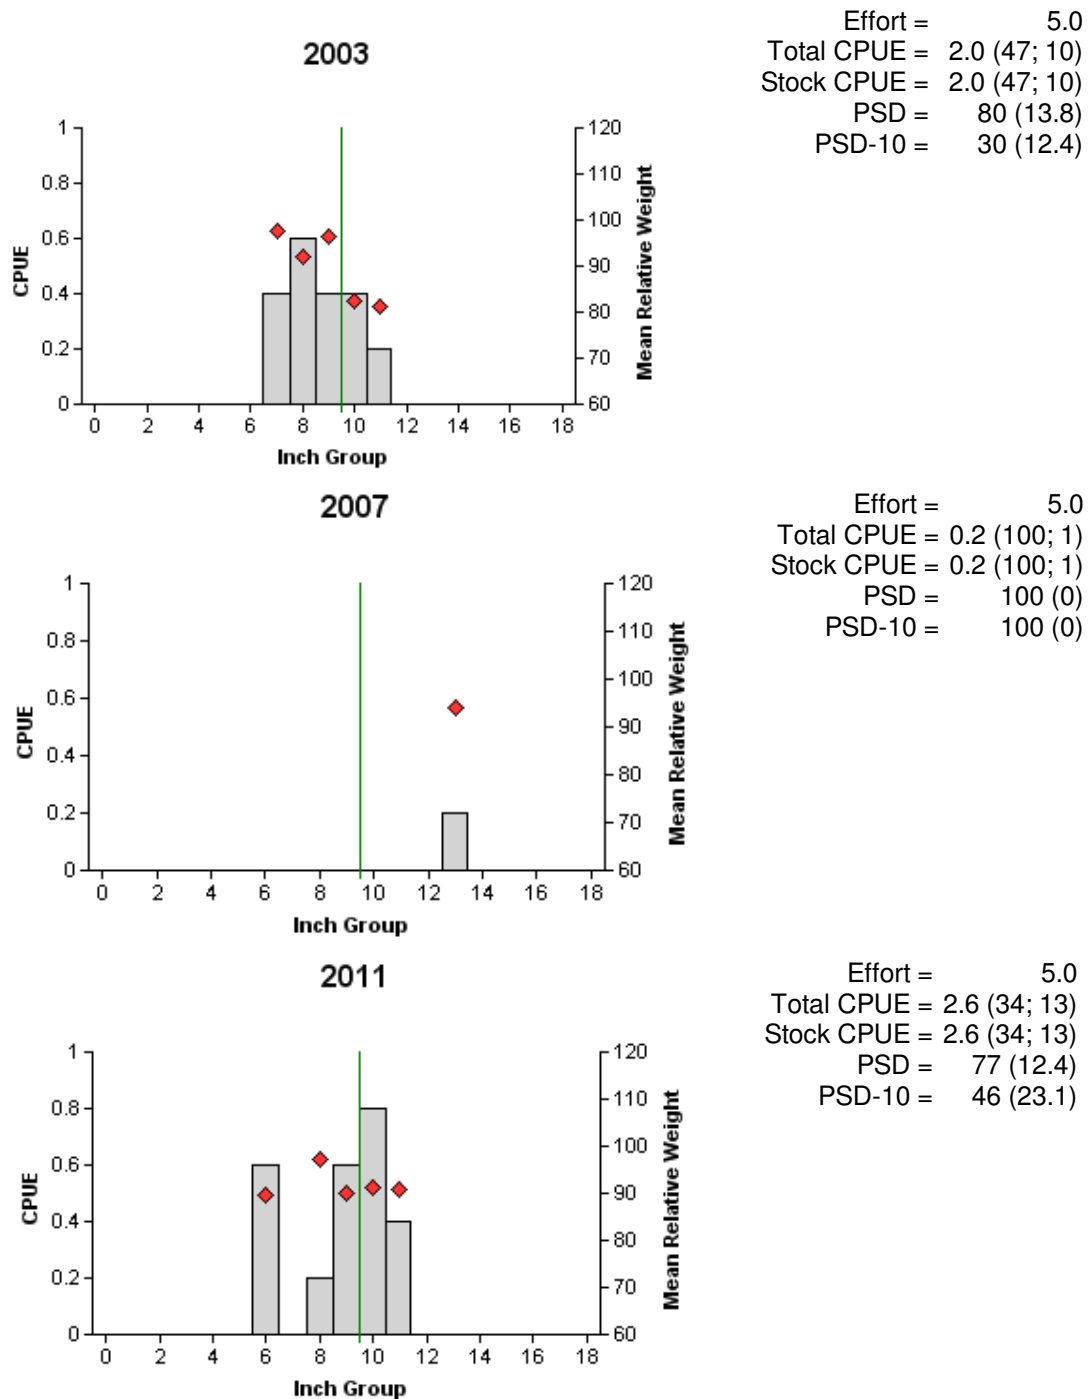 2003
Effort = 5.0
Total CPUE = 2.0 (47; 10)
Stock CPUE = 2.0 (47; 10)
PSD = 80 (13.8)
PSD-10 = 30 (12.4)
CPUE
1
0.8
0.6
0.4
0.2
0
120
110
100
90
80
70
60
Mean Relative Weight
0 2 4 6 8 10 12 14 16 18
Inch Group
2007
Effort = 5.0
Total CPUE = 0.2 (100; 1)
Stock CPUE = 0.2 (100; 1)
PSD = 100 (0)
PSD-10 = 100 (0)
CPUE
1
0.8
0.6
0.4
0.2
0
120
110
100
90
80
70
60
Mean Relative Weight
0 2 4 6 8 10 12 14 16 18
Inch Group
2011
Effort = 5.0
Total CPUE = 2.6 (34; 13)
Stock CPUE = 2.6 (34; 13)
PSD = 77 (12.4)
PSD-10 = 46 (23.1)
CPUE
1
0.8
0.6
0.4
0.2
0
120
110
100
90
80
70
60
Mean Relative Weight
0 2 4 6 8 10 12 14 16 18
Inch Group